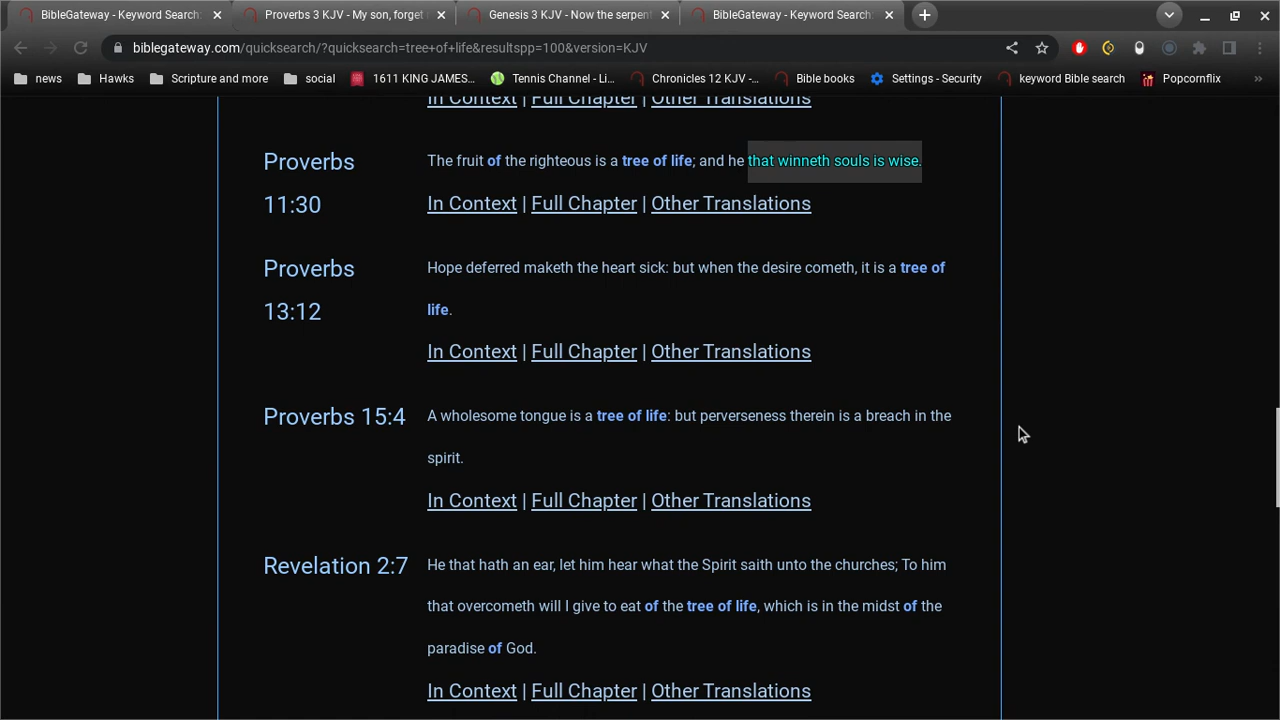 BibleGateway - Keyword Search:
Proverbs 3 KJV - My son, forget
Genesis 3 KJV - Now the serpen
BibleGateway - Keyword Search:
biblegateway.com/quicksearch/?quicksearch=tree+of+life&resultspp=100&version=KJV
news
Hawks
Scripture and more
social
1611 KING JAMES...
Tennis Channel - Li...
Chronicles 12 KJV -...
Bible books
Settings - Security
keyword Bible search
Popcornflix
»
In Context | Full Chapter | Other Translations
Proverbs
11:30
The fruit of the righteous is a tree of life; and he that winneth souls is wise.
In Context | Full Chapter | Other Translations
Proverbs
13:12
Hope deferred maketh the heart sick: but when the desire cometh, it is a tree of
life.
In Context | Full Chapter | Other Translations
Proverbs 15:4
A wholesome tongue is a tree of life: but perverseness therein is a breach in the
spirit.
In Context | Full Chapter | Other Translations
Revelation 2:7
He that hath an ear, let him hear what the Spirit saith unto the churches; To him
that overcometh will I give to eat of the tree of life, which is in the midst of the
paradise of God.
In Context | Full Chapter | Other Translations